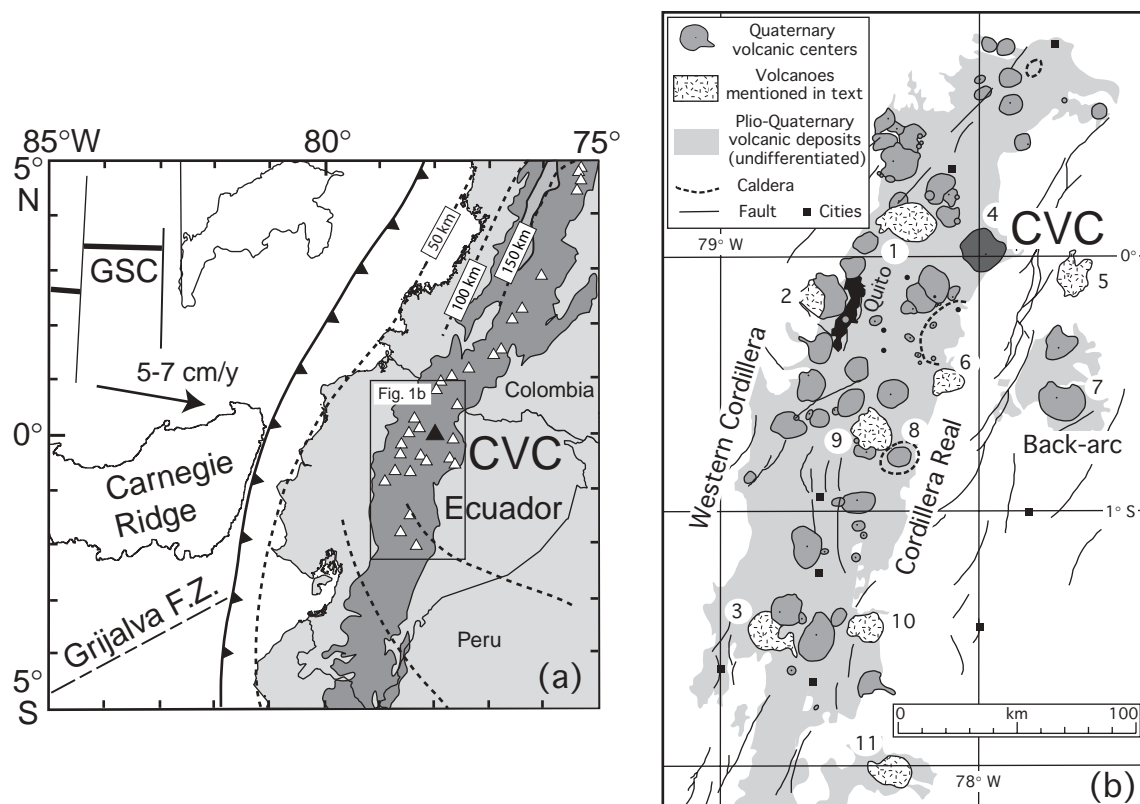 85°W
80°
75°
5°
N
GSC
50 km
100 km
150 km
5-7 cm/y
Fig. 1b
Colombia
0°
CVC
Carnegie
Ridge
Ecuador
Grijalva F.Z.
Peru
5°
S
(a)
Quaternary
volcanic centers
Volcanoes
mentioned in text
Plio-Quaternary
volcanic deposits
(undifferentiated)
Caldera
Fault
Cities
4
CVC
79° W
1
0°
5
2
Quito
6
7
Western Cordillera
9
8
Back-arc
Cordillera Real
1° S
3
10
0
km
100
11
78° W
(b)